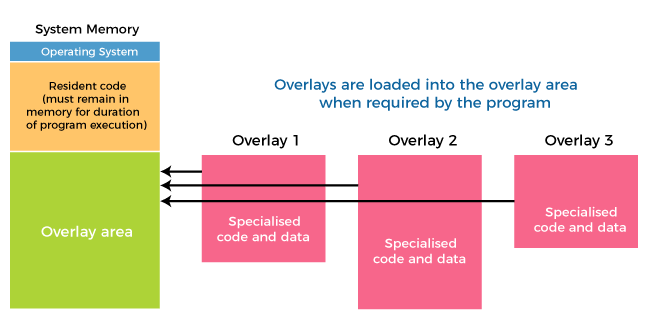 System Memory
Operating System
Resident code
(must remain in
memory for duration
of program execution)
Overlay area
Overlays are loaded into the overlay area
when required by the program
Overlay 1
Overlay 2
Overlay 3
Specialised
code and data
Specialised
code and data
Specialised
code and data